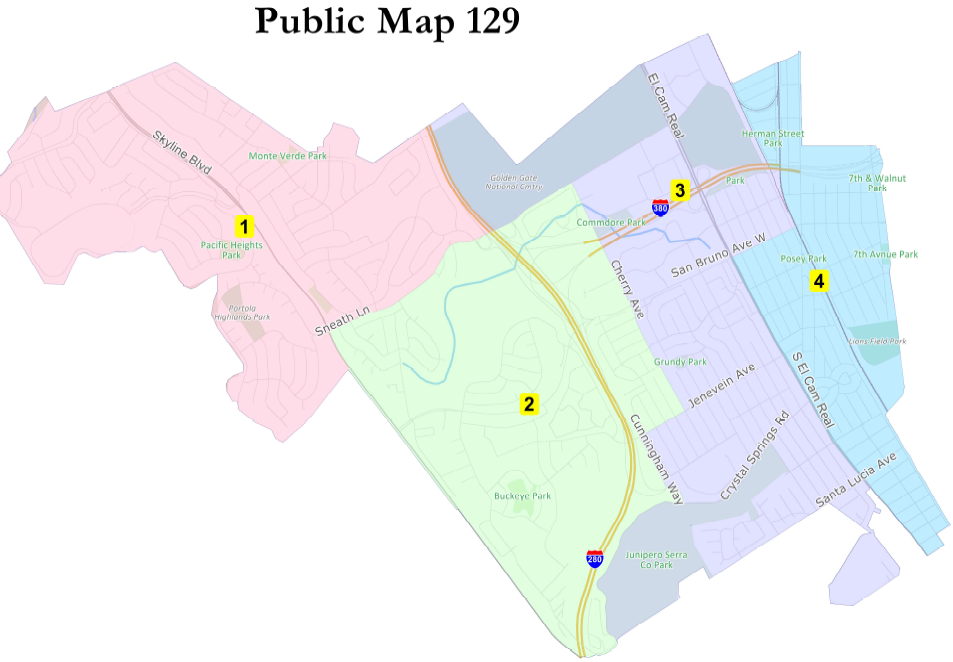 Public Map 129
El Cam Real
Skyline Blvd
Monte Verde Park
Herman Street
Park
Golden Gate
National Cmtry
Park
7th & Walnut
Park
3
380
1
Pacific Heights
Park
Commdore Park
San Bruno Ave W
Posey Park
7th Avnue Park
4
Cherry Ave
Portola
Highlands Park
Sneath Ln
Lions Field Park
Grundy Park
S El Cam Real
Jenevein Ave
2
Cunningham Way
Crystal Springs Rd
Santa Lucia Ave
Buckeye Park
280
Junipero Serra
Co Park